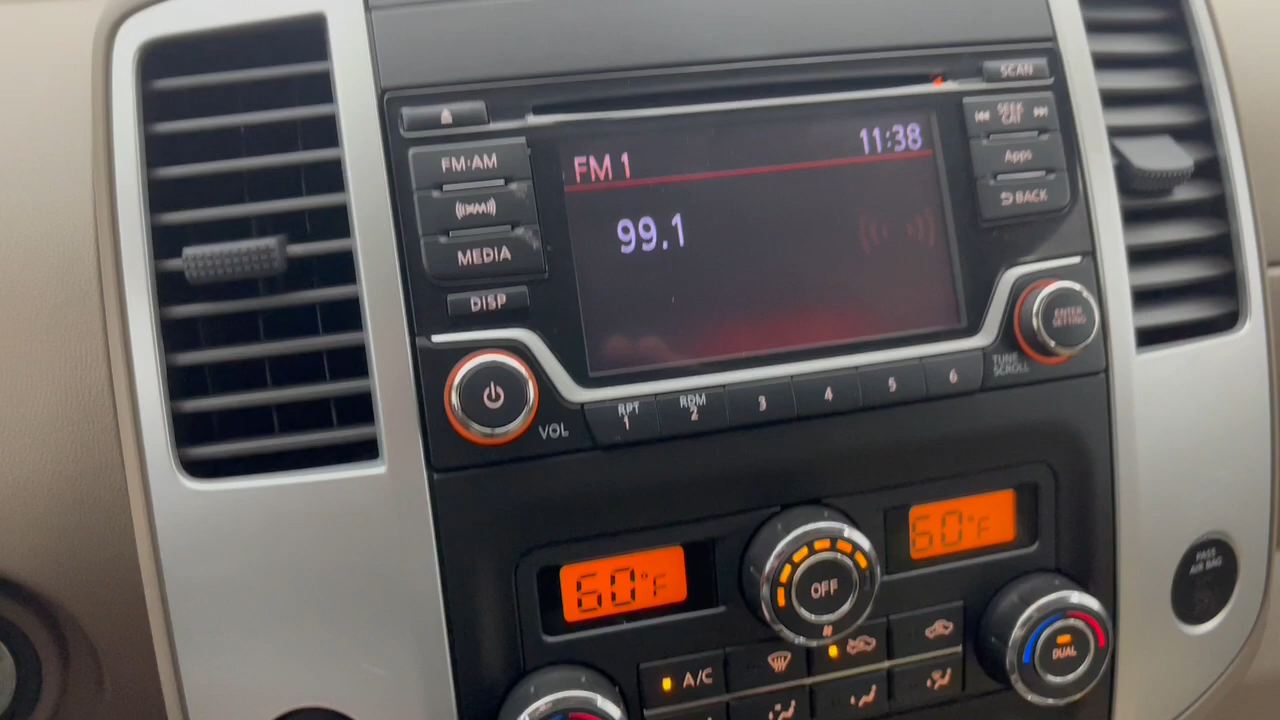 SCAN
SEEK
CAT
FM·AM
FM 1
11:38
Apps
XM
BACK
99.1
MEDIA
DISP
ENTER
SETTING
TUNE
SCROLL
VOL
RPT
1
RDM
2
3
4
5
6
60°F
OFF
60°F
PASS
AIR BAG
A/C
DUAL